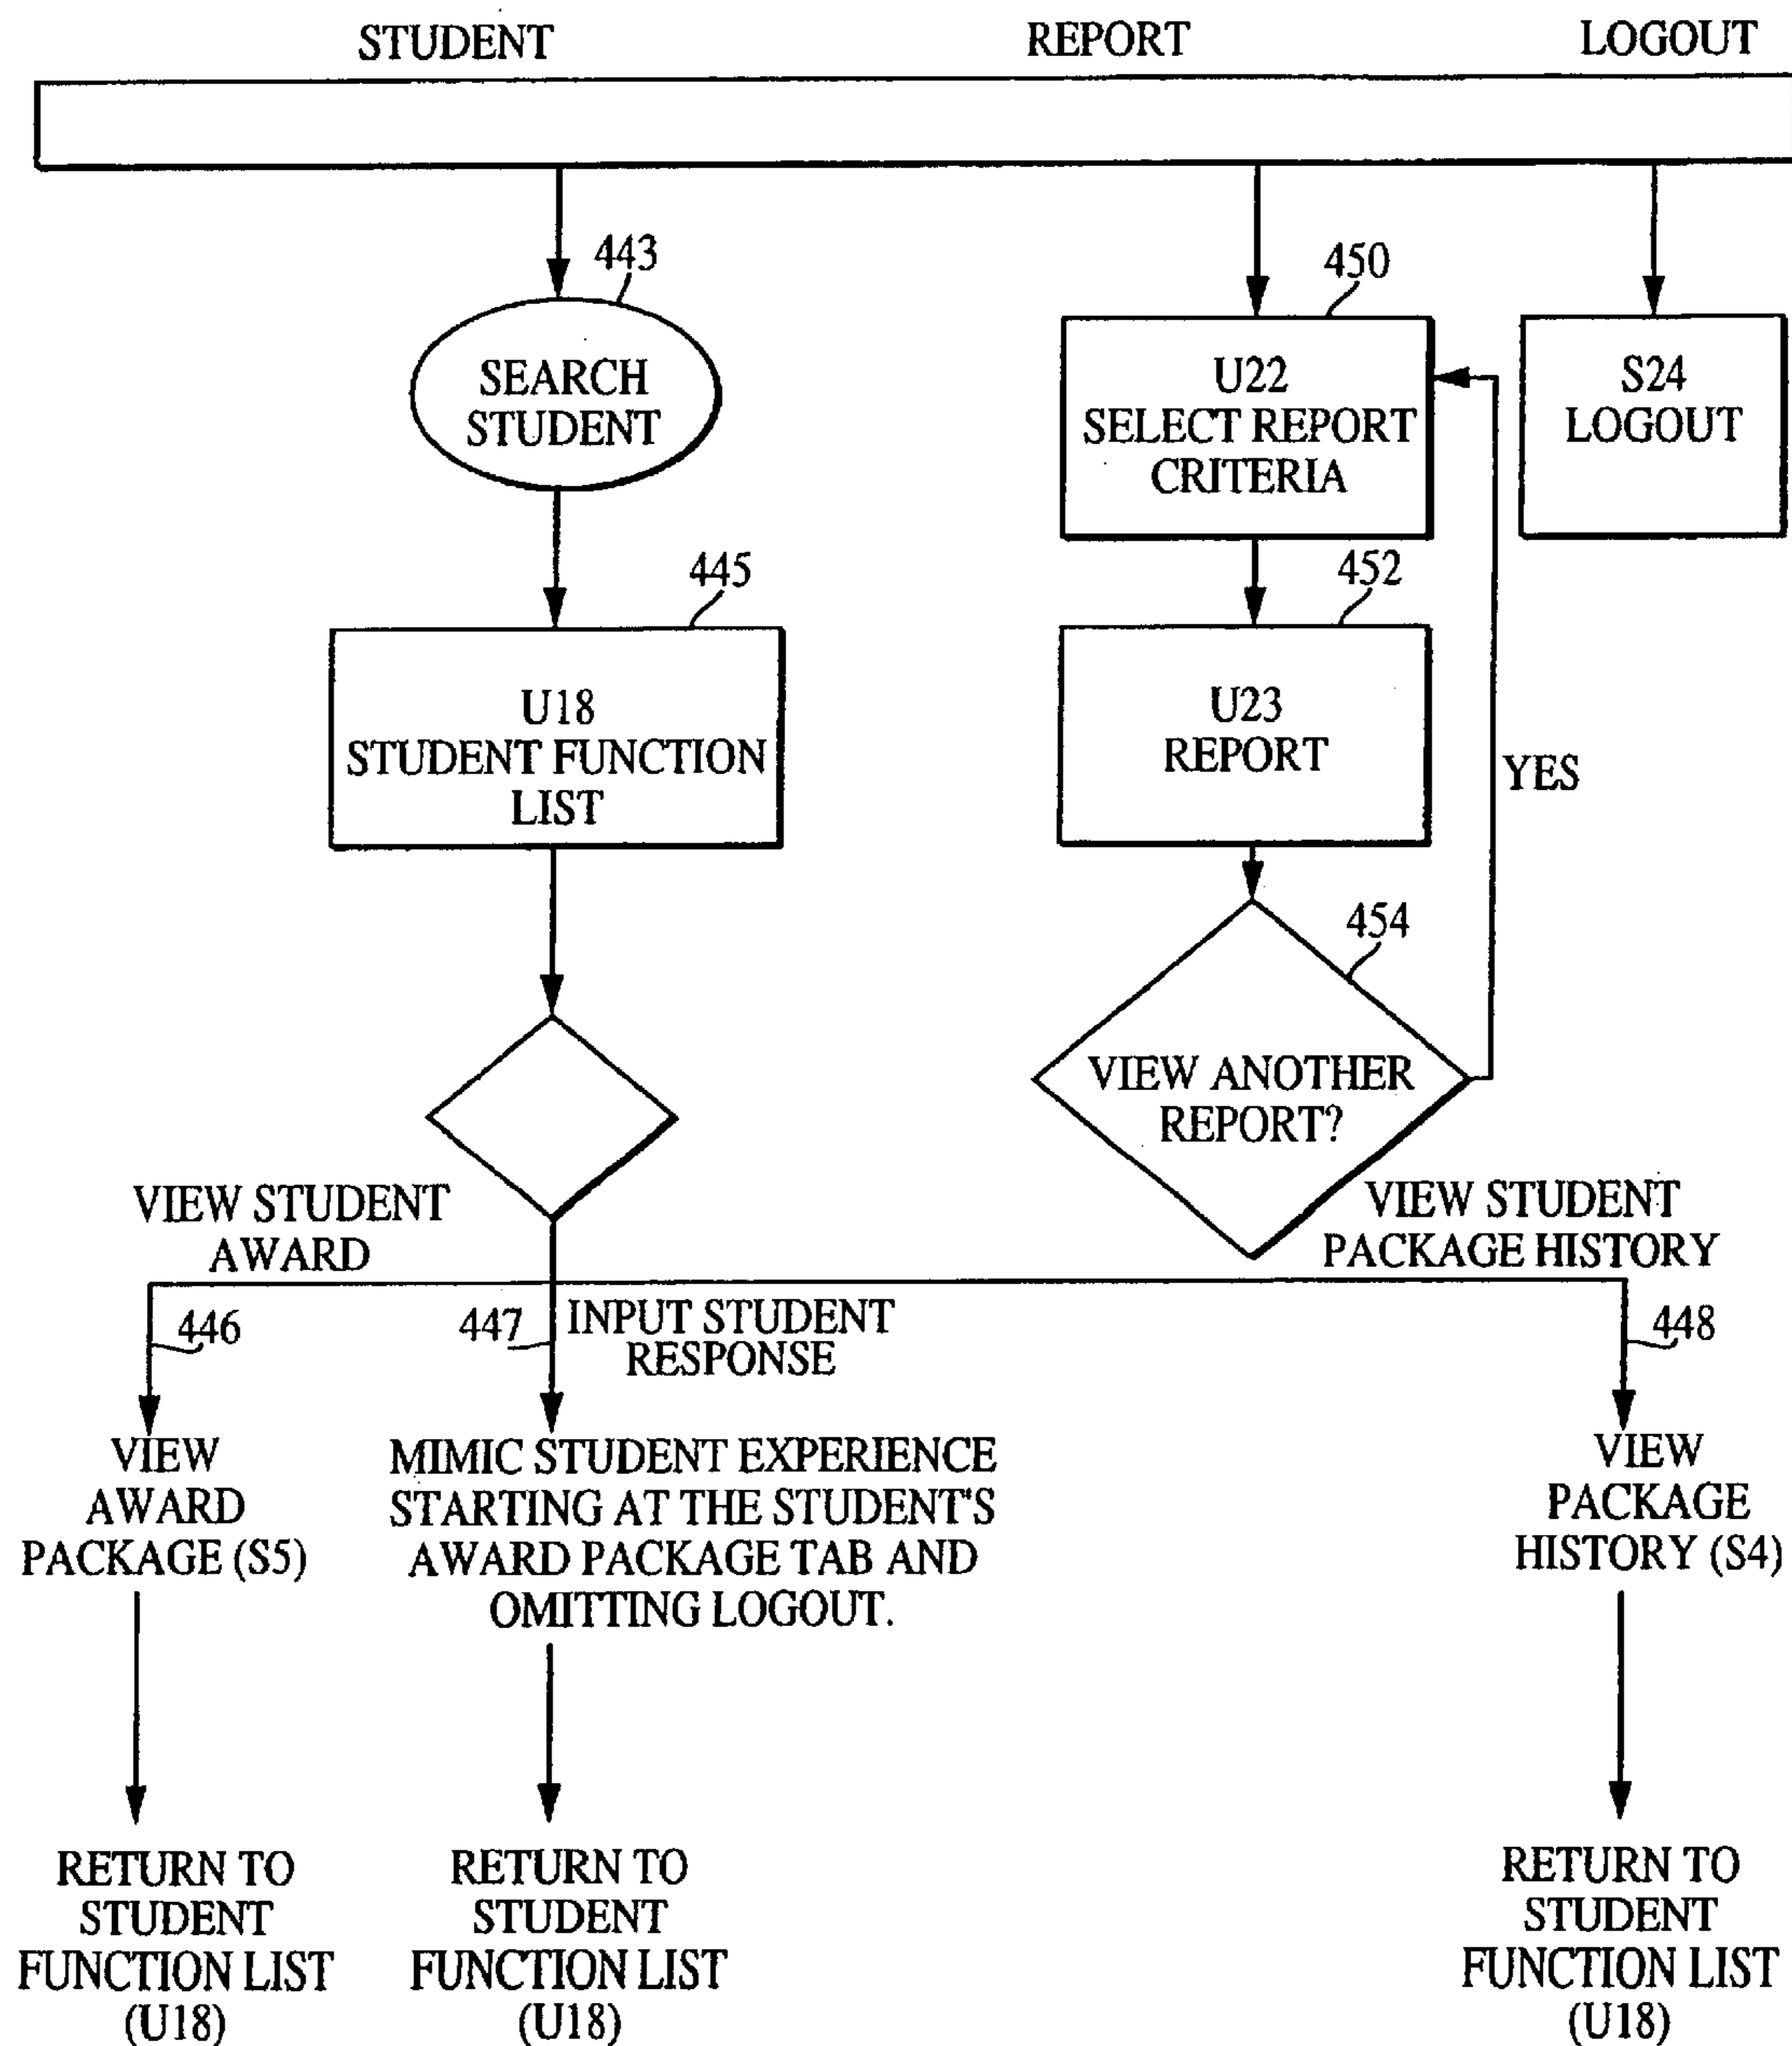 STUDENT
REPORT
LOGOUT
443
SEARCH
STUDENT
445
U18
STUDENT FUNCTION
LIST
450
U22
SELECT REPORT
CRITERIA
S24
LOGOUT
452
U23
REPORT
YES
454
VIEW ANOTHER
REPORT?
VIEW STUDENT
AWARD
VIEW STUDENT
PACKAGE HISTORY
446
447
INPUT STUDENT
RESPONSE
448
VIEW
AWARD
PACKAGE (S5)
MIMIC STUDENT EXPERIENCE
STARTING AT THE STUDENT'S
AWARD PACKAGE TAB AND
OMITTING LOGOUT.
VIEW
PACKAGE
HISTORY (S4)
RETURN TO
STUDENT
FUNCTION LIST
(U18)
RETURN TO
STUDENT
FUNCTION LIST
(U18)
RETURN TO
STUDENT
FUNCTION LIST
(U18)